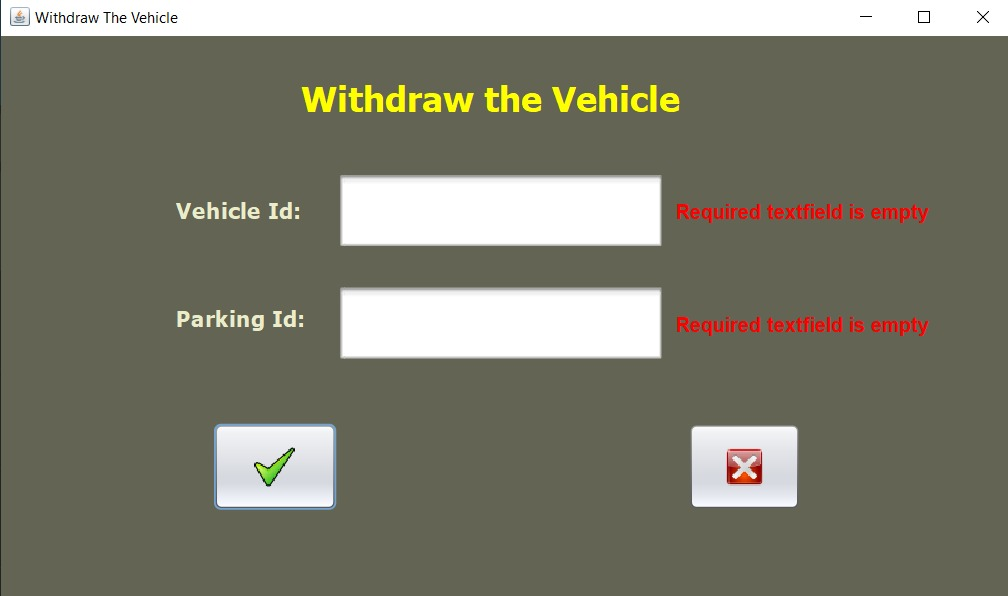 Withdraw The Vehicle
Withdraw the Vehicle
Vehicle Id:
Required textfield is empty
Parking Id:
Required textfield is empty